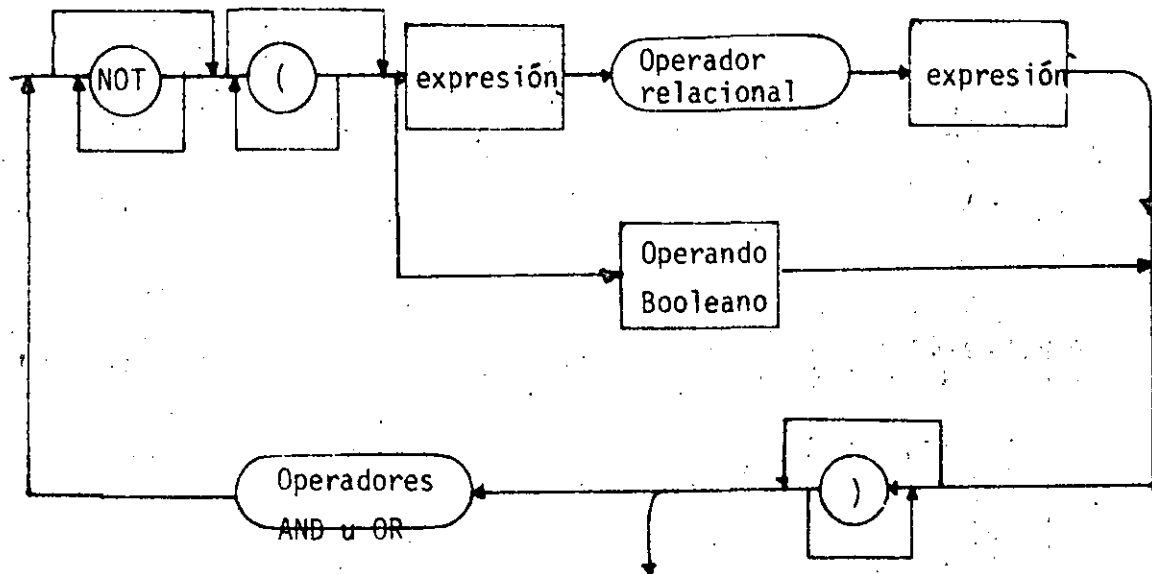 NOT
(
expresión
Operador
relacional
expresión
Operando
Booleano
Operadores
AND u OR
)